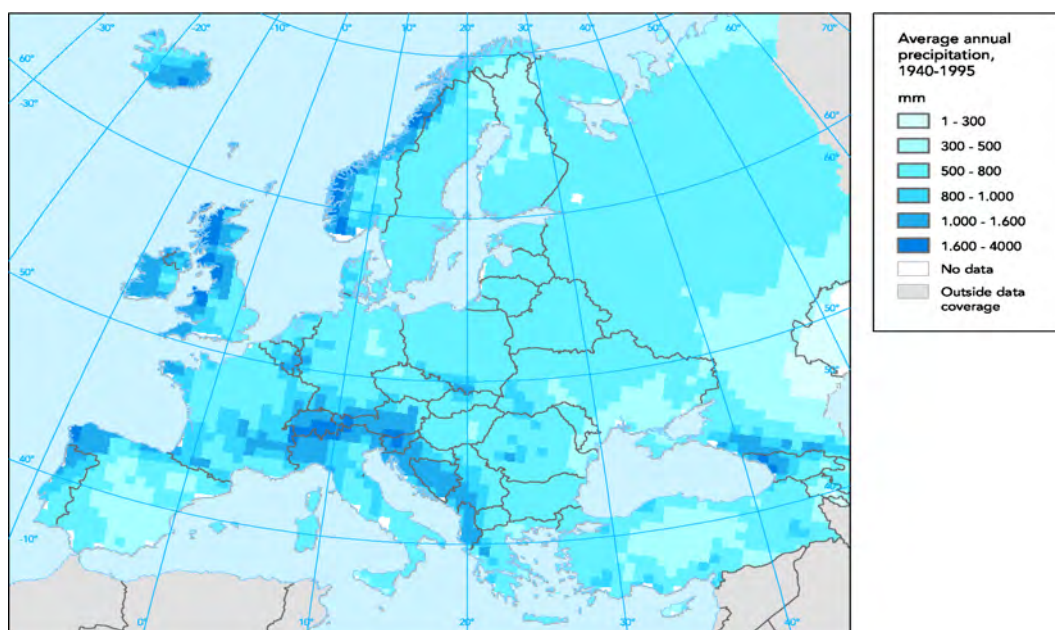 -30° -20° -10° 0° 10° 20° 30° 40° 50° 60° 70°
60°
-30°
60°
60°
50°
50°
50°
40°
40°
-10°
0° 10° 20° 30° 40°
Average annual
precipitation,
1940-1995
mm
1 - 300
300 - 500
500 - 800
800 - 1.000
1.000 - 1.600
1.600 - 4000
No data
Outside data
coverage